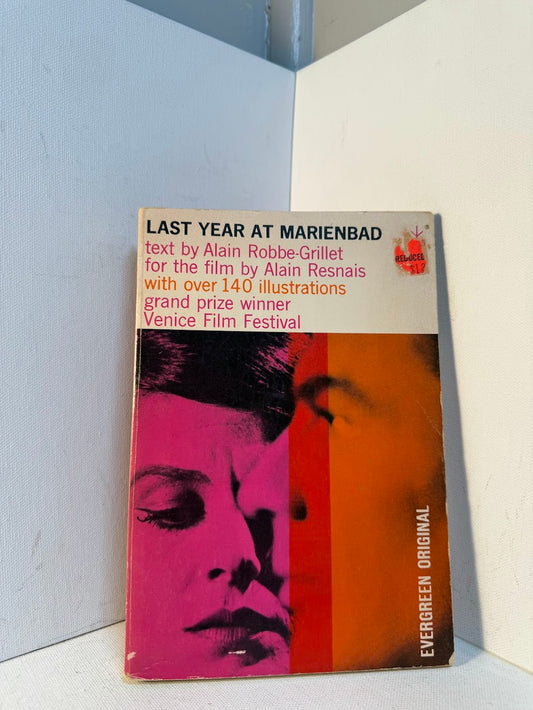 LAST YEAR AT MARIENBAD
text by Alain Robbe-Grillet
for the film by Alain Resnais
with over 140 illustrations
grand prize winner
Venice Film Festival
REDUCED
EVERGREEN ORIGINAL